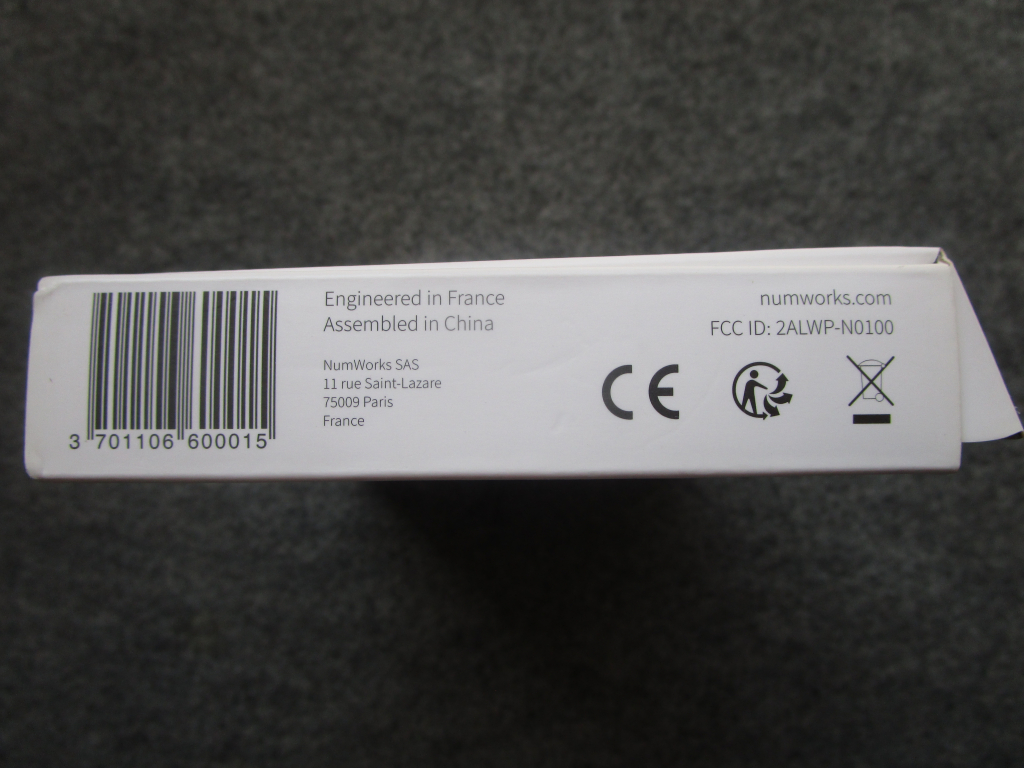 3 701106 600015
Engineered in France
Assembled in China
NumWorks SAS
11 rue Saint-Lazare
75009 Paris
France
numworks.com
FCC ID: 2ALWP-N0100
CE